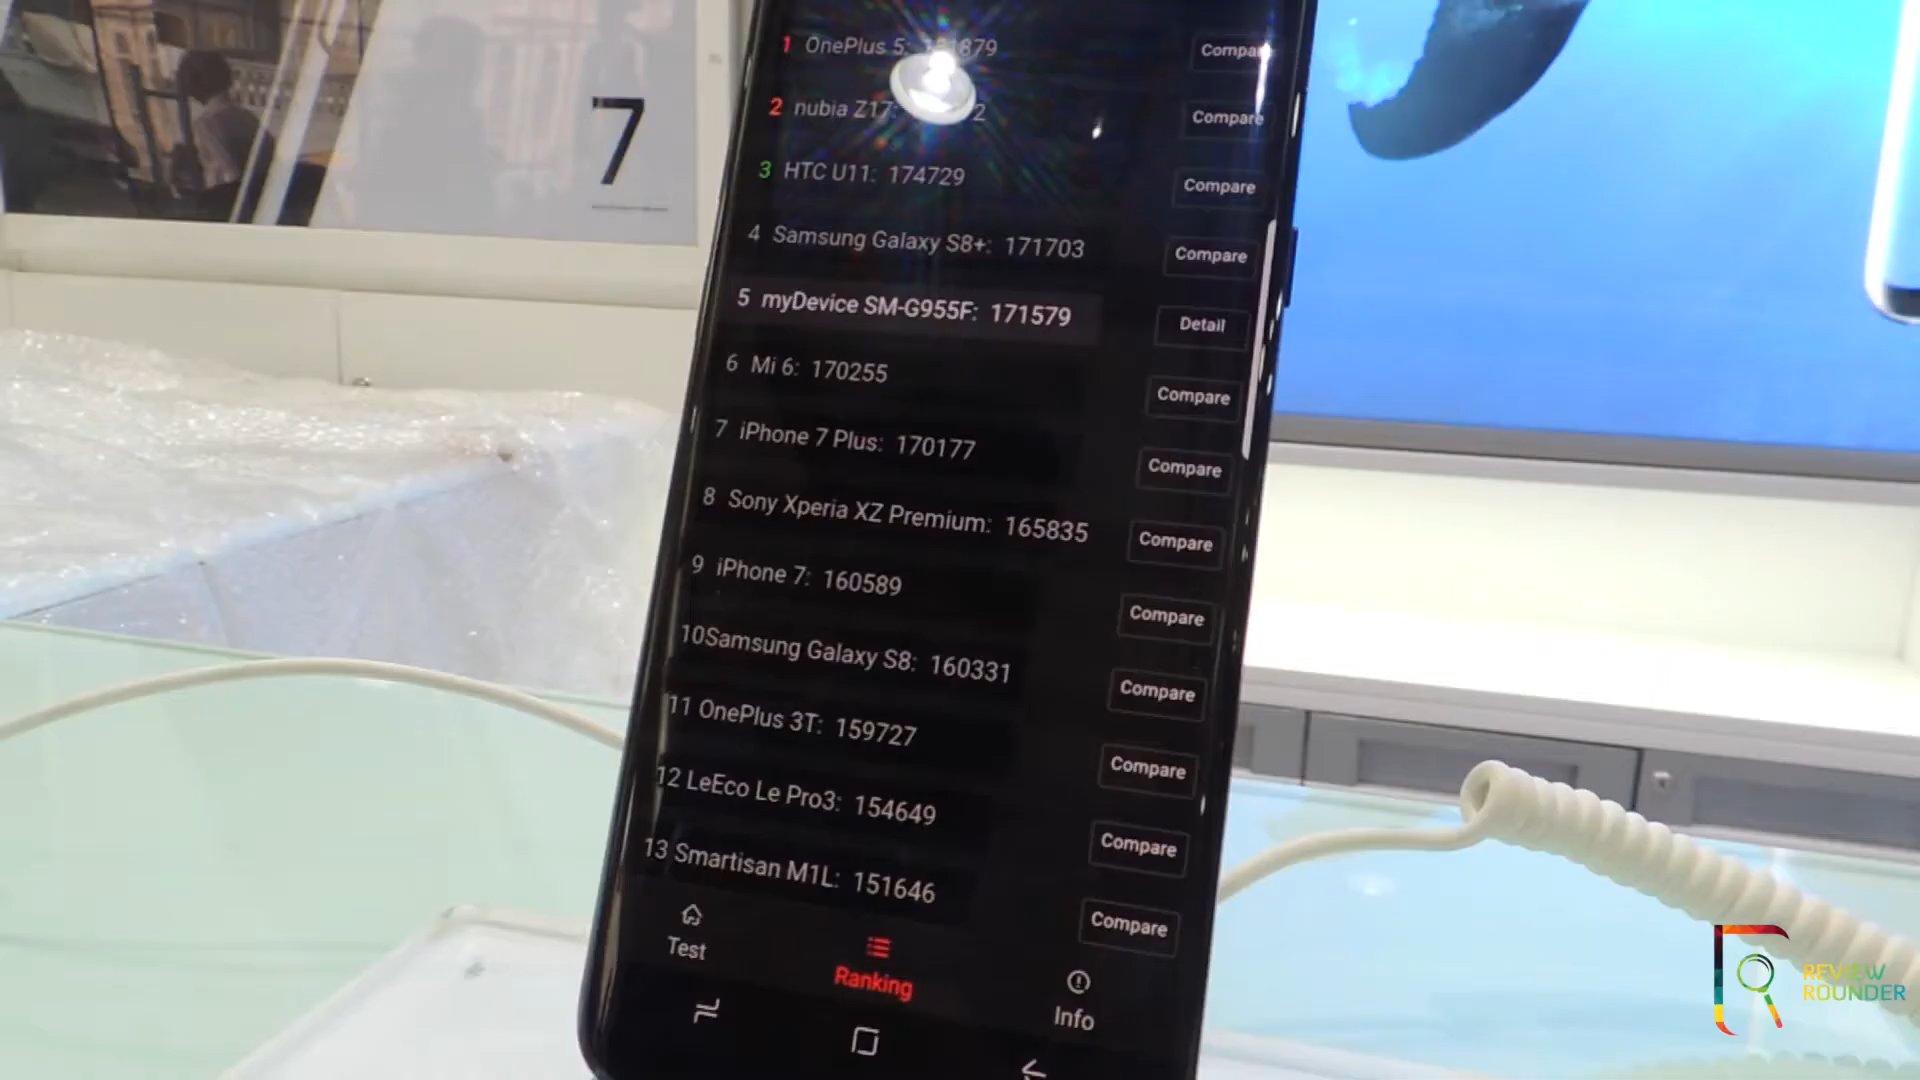 7
1 OnePlus 5:
Compare
2 nubia Z17:
Compare
3 HTC U11: 174729
Compare
4 Samsung Galaxy S8+: 171703
Compare
5 myDevice SM-G955F: 171579
Detail
6 Mi 6: 170255
Compare
7 iPhone 7 Plus: 170177
Compare
8 Sony Xperia XZ Premium: 165835
Compare
9 iPhone 7: 160589
Compare
10Samsung Galaxy S8: 160331
Compare
11 OnePlus 3T: 159727
Compare
12 LeEco Le Pro3: 154649
Compare
13 Smartisan M1L: 151646
Compare
Test
Ranking
Info
REVIEW
ROUNDER